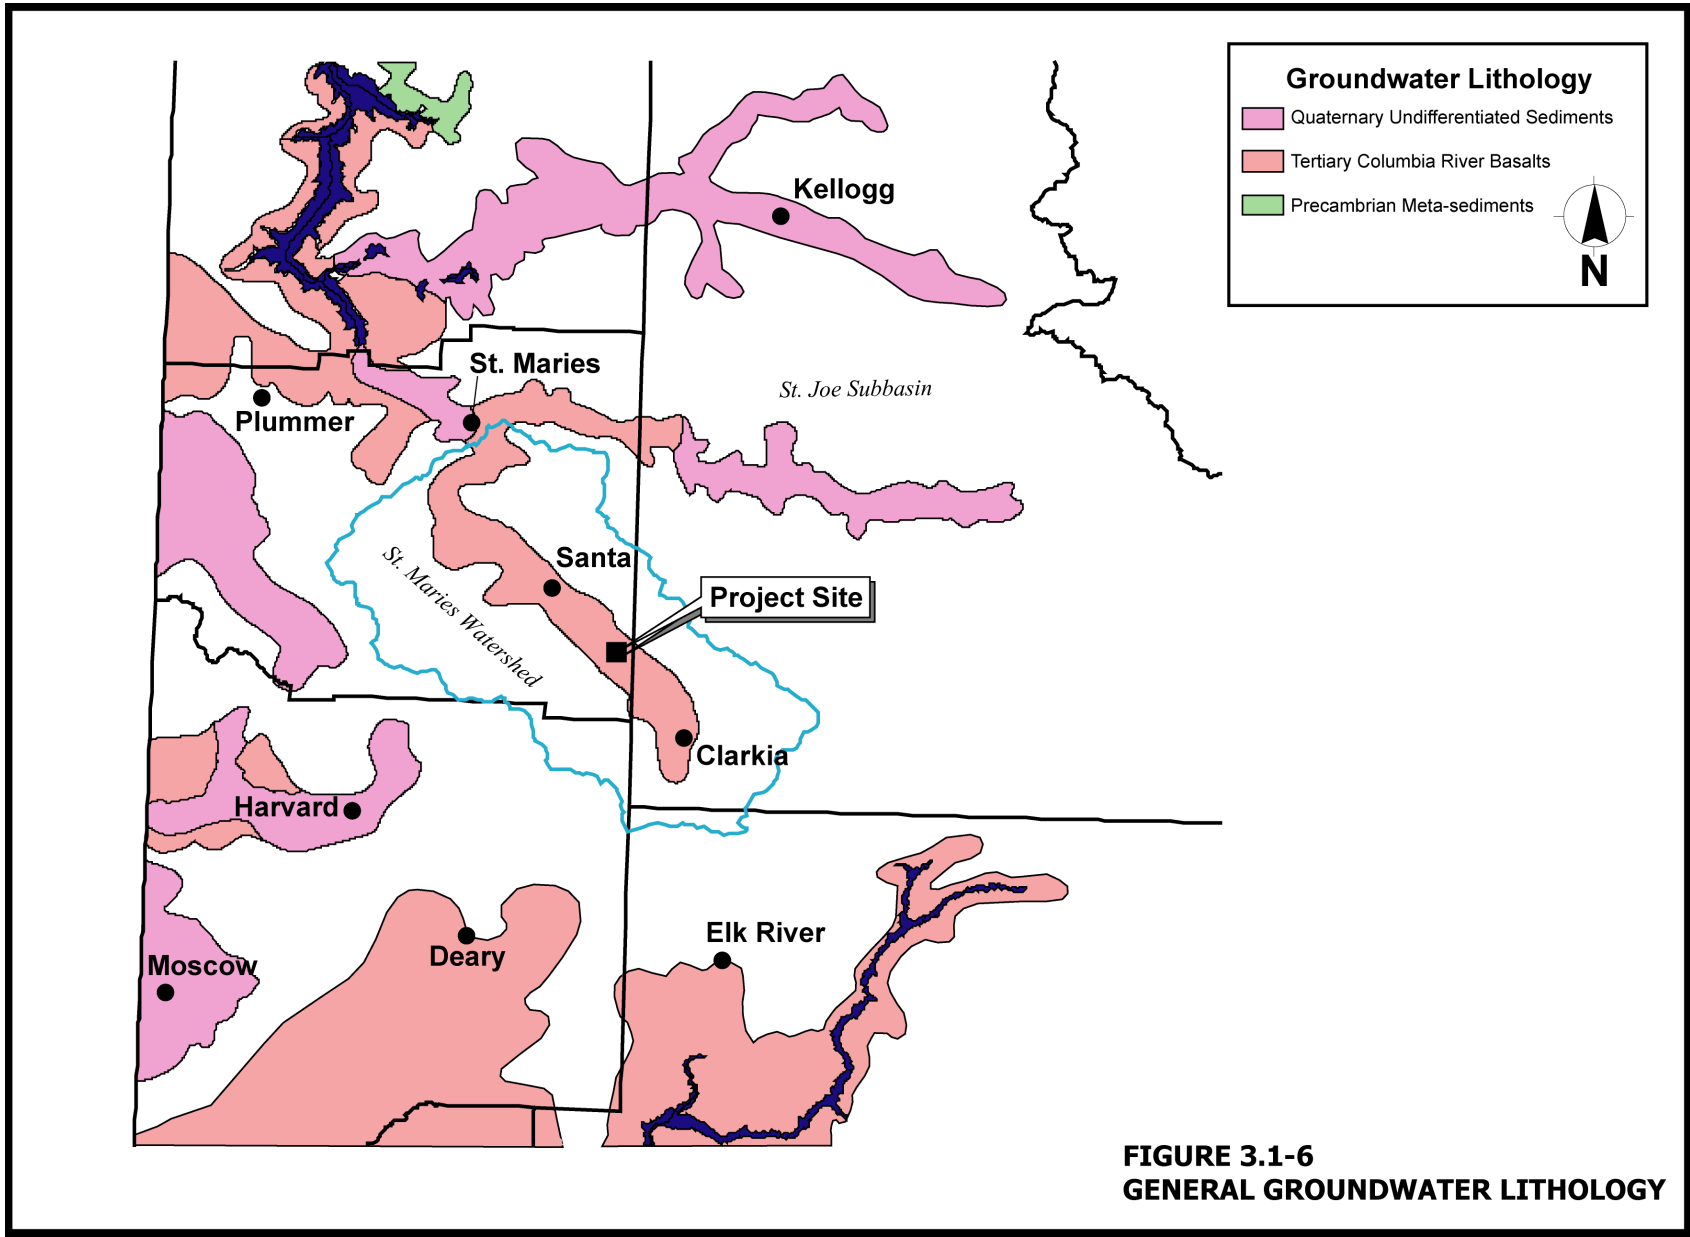 Groundwater Lithology
Quaternary Undifferentiated Sediments
Tertiary Columbia River Basalts
Precambrian Meta-sediments
N
Kellogg
St. Maries
St. Joe Subbasin
Plummer
Santa
St. Maries Watershed
Project Site
Clarkia
Harvard
Elk River
Deary
Moscow
FIGURE 3.1-6
GENERAL GROUNDWATER LITHOLOGY